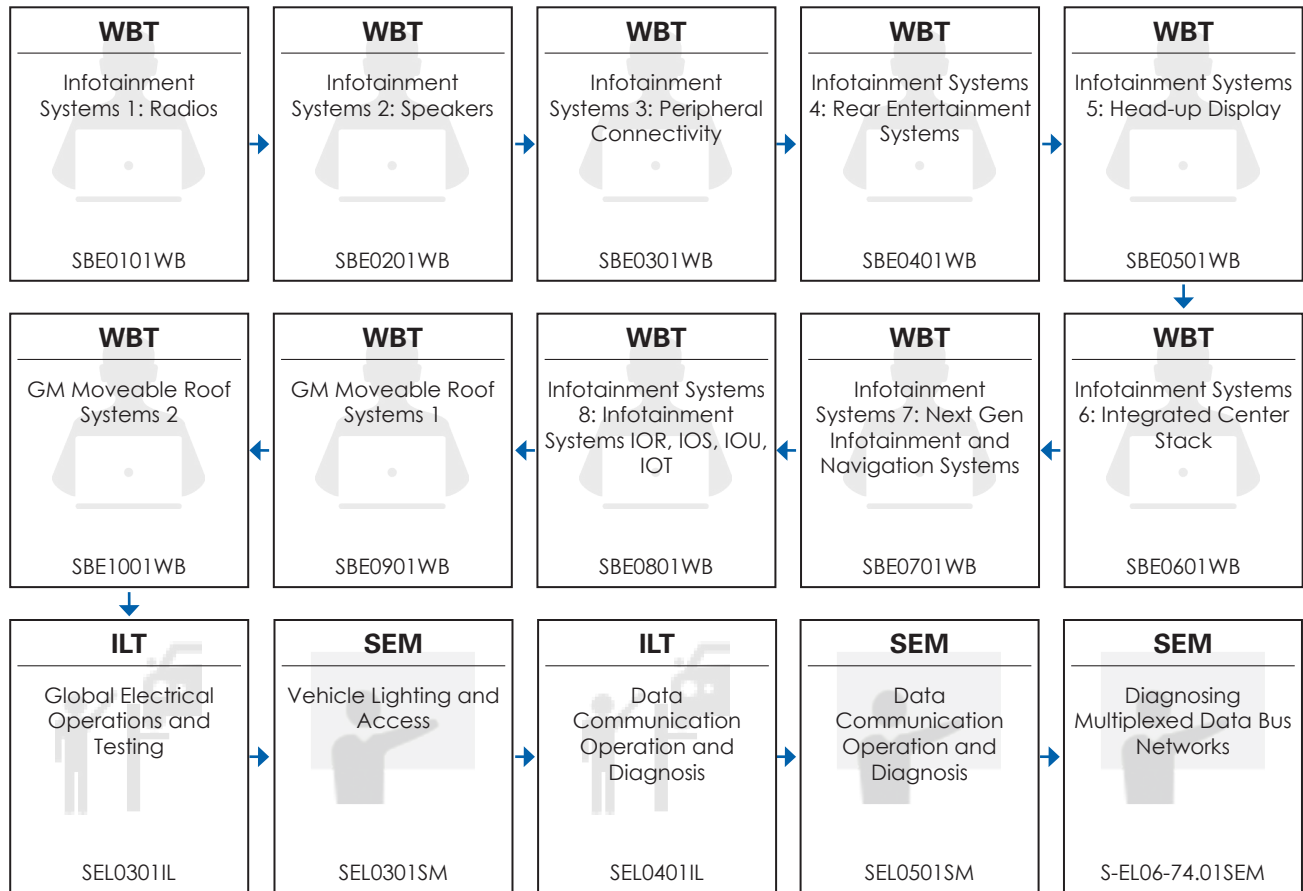 WBT
Infotainment
Systems 1: Radios
SBE0101WB
WBT
Infotainment
Systems 2: Speakers
SBE0201WB
WBT
Infotainment
Systems 3: Peripheral
Connectivity
SBE0301WB
WBT
Infotainment Systems
4: Rear Entertainment
Systems
SBE0401WB
WBT
Infotainment Systems
5: Head-up Display
SBE0501WB
WBT
Infotainment Systems
6: Integrated Center
Stack
SBE0601WB
WBT
Infotainment
Systems 7: Next Gen
Infotainment and
Navigation Systems
SBE0701WB
WBT
Infotainment Systems
8: Infotainment
Systems IOR, IOS, IOU,
IOT
SBE0801WB
WBT
GM Moveable Roof
Systems 1
SBE0901WB
WBT
GM Moveable Roof
Systems 2
SBE1001WB
ILT
Global Electrical
Operations and
Testing
SEL0301IL
SEM
Vehicle Lighting and
Access
SEL0301SM
ILT
Data
Communication
Operation and
Diagnosis
SEL0401IL
SEM
Data
Communication
Operation and
Diagnosis
SEL0501SM
SEM
Diagnosing
Multiplexed Data Bus
Networks
S-EL06-74.01SEM